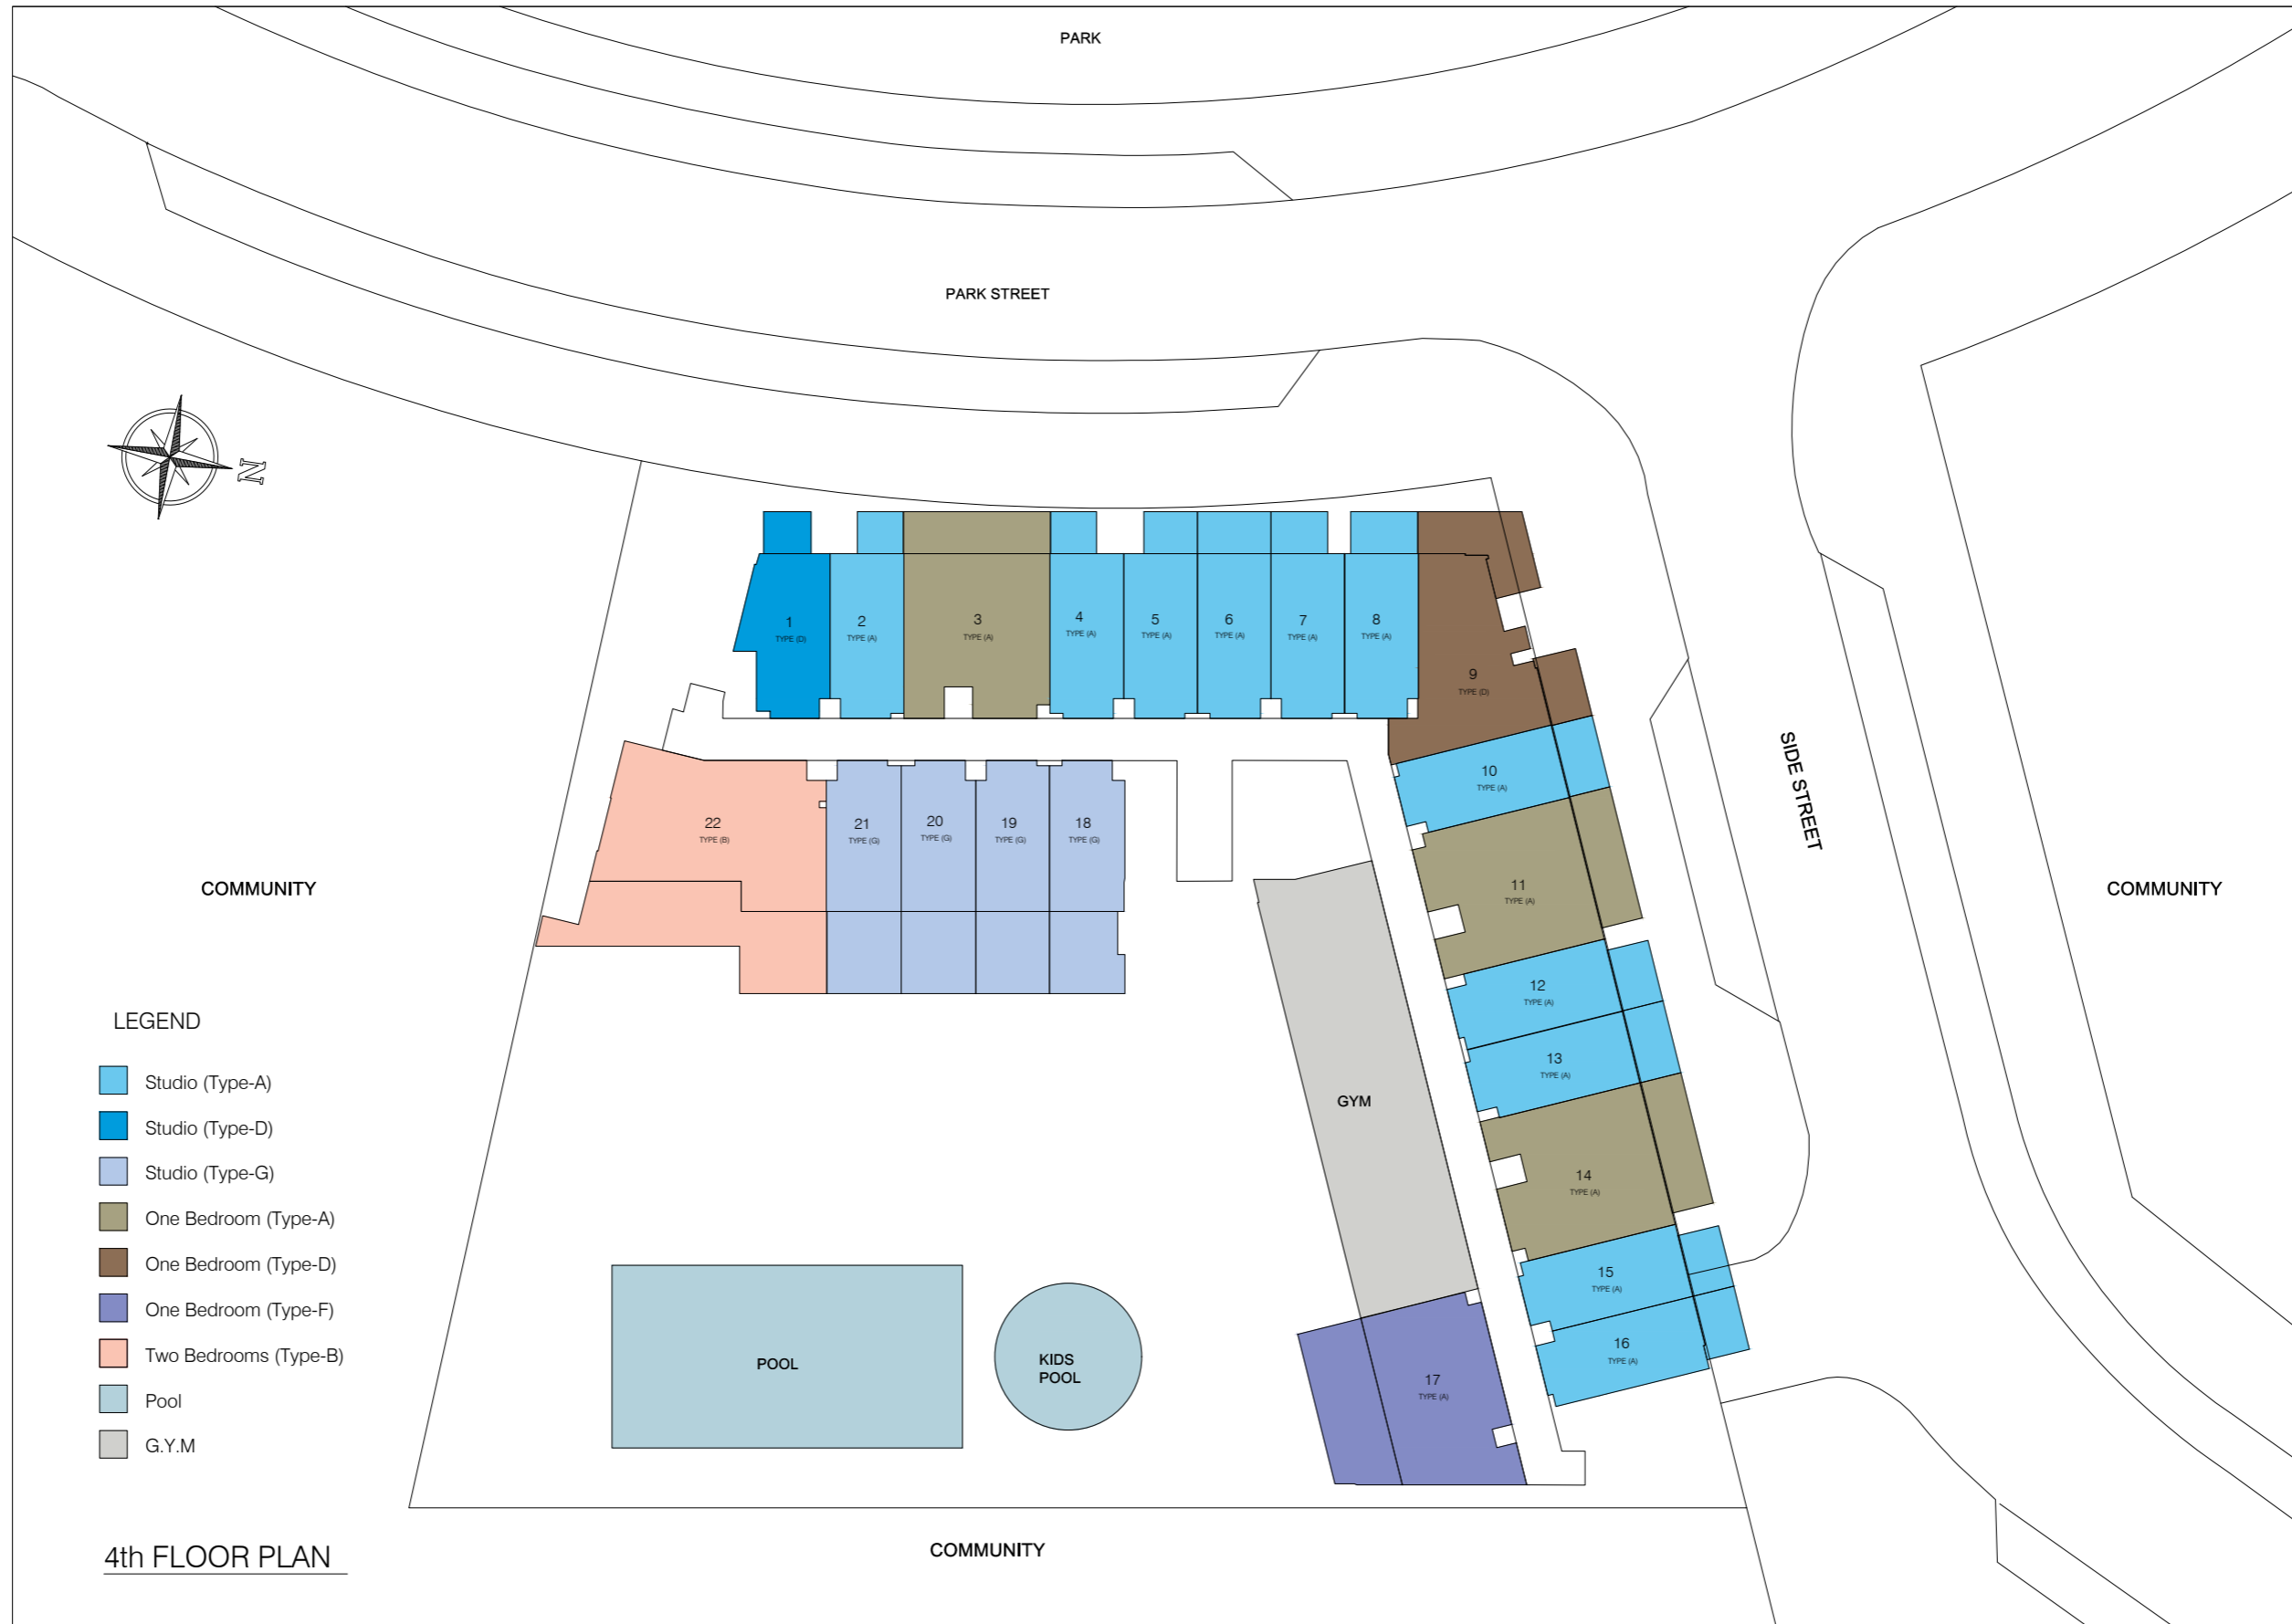 PARK
PARK STREET
N
1
TYPE (D)
2
TYPE (A)
3
TYPE (A)
4
TYPE (A)
5
TYPE (A)
6
TYPE (A)
7
TYPE (A)
8
TYPE (A)
9
TYPE (D)
10
TYPE (A)
11
TYPE (A)
12
TYPE (A)
13
TYPE (A)
14
TYPE (A)
15
TYPE (A)
16
TYPE (A)
17
TYPE (A)
18
TYPE (G)
19
TYPE (G)
20
TYPE (G)
21
TYPE (G)
22
TYPE (B)
SIDE STREET
COMMUNITY
COMMUNITY
GYM
POOL
KIDS
POOL
LEGEND
Studio (Type-A)
Studio (Type-D)
Studio (Type-G)
One Bedroom (Type-A)
One Bedroom (Type-D)
One Bedroom (Type-F)
Two Bedrooms (Type-B)
Pool
G.Y.M
4th FLOOR PLAN
COMMUNITY